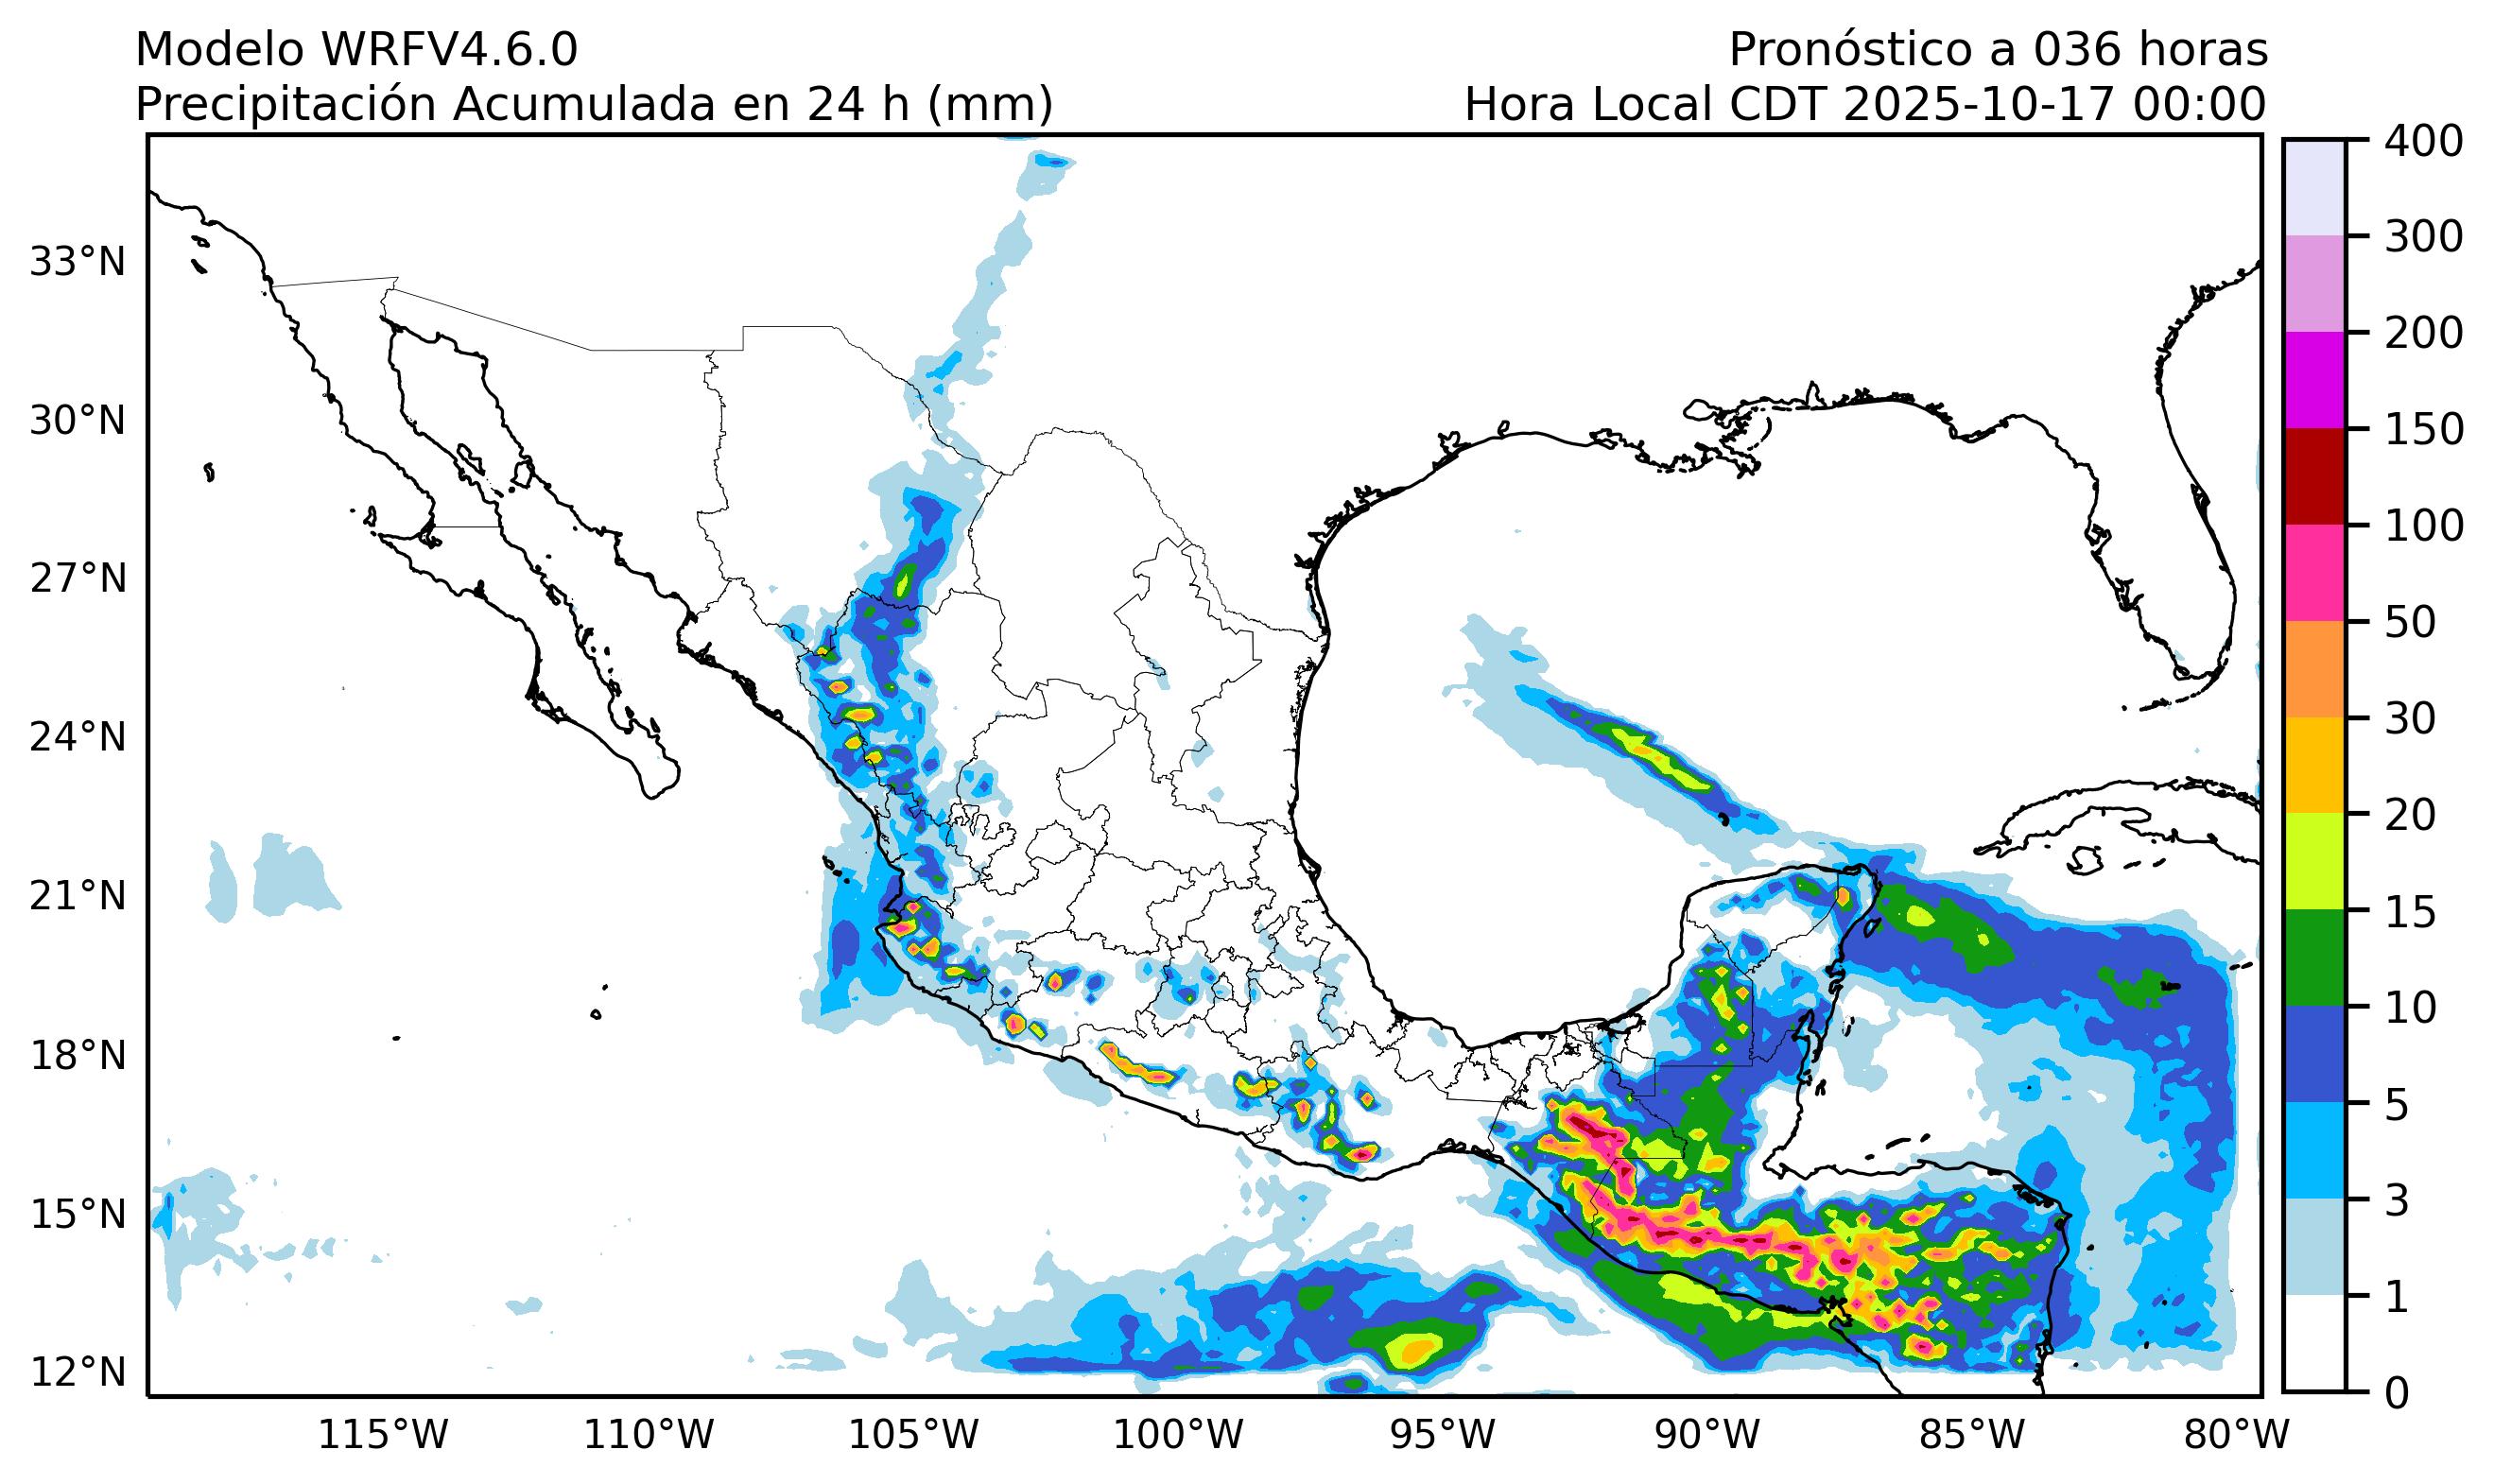 Modelo WRFV4.6.0
Pronóstico a 036 horas
Precipitación Acumulada en 24 h (mm)
Hora Local CDT 2025-10-17 00:00
33°N
30°N
27°N
24°N
21°N
18°N
15°N
12°N
115°W
110°W
105°W
100°W
95°W
90°W
85°W
80°W
400
300
200
150
100
50
30
20
15
10
5
3
1
0